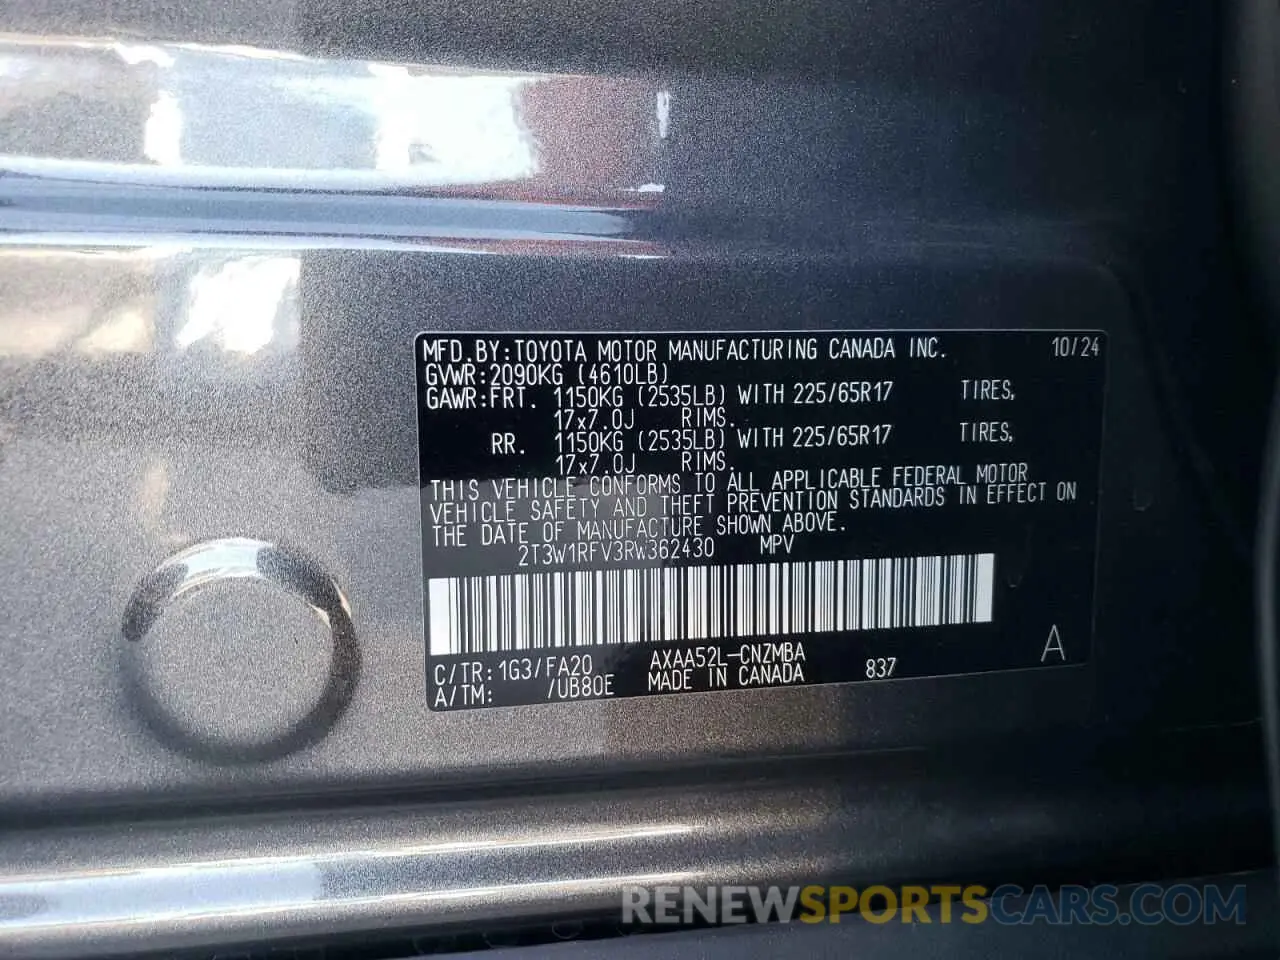 MFD.BY:TOYOTA MOTOR MANUFACTURING CANADA INC. 10/24
GVWR:2090KG (4610LB)
GAWR:FRT. 1150KG (2535LB) WITH 225/65R17 TIRES,
17x7.0J RIMS.
RR. 1150KG (2535LB) WITH 225/65R17 TIRES,
17x7.0J RIMS.
THIS VEHICLE CONFORMS TO ALL APPLICABLE FEDERAL MOTOR
VEHICLE SAFETY AND THEFT PREVENTION STANDARDS IN EFFECT ON
THE DATE OF MANUFACTURE SHOWN ABOVE.
2T3W1RFV3RW362430 MPV
C/TR:1G3/FA20 AXAA52L-CNZMBA 837 A
A/TM: /UB80E MADE IN CANADA
RENEWSPORTSCARS.COM